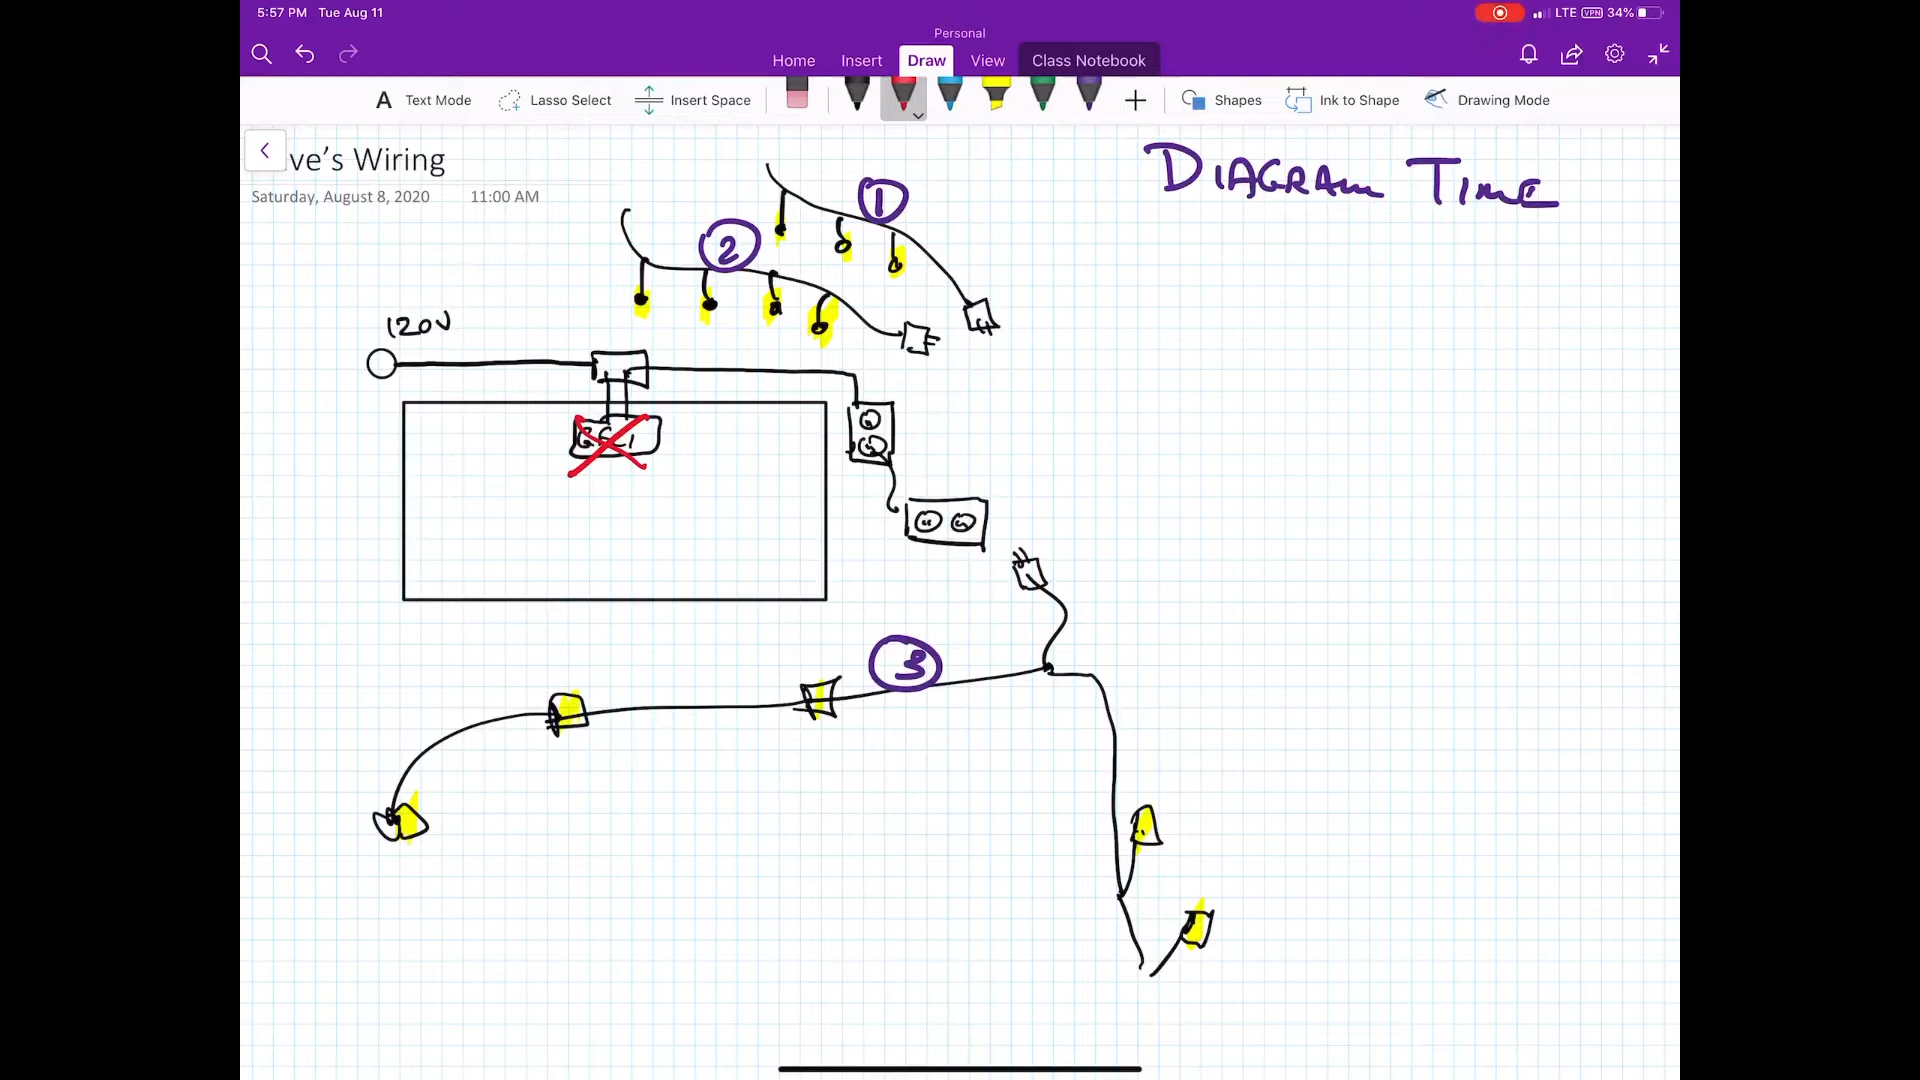 5:57 PM Tue Aug 11
LTE VPN 34%
Personal
Home Insert Draw View Class Notebook
A Text Mode Lasso Select Insert Space Shapes Ink to Shape Drawing Mode
ve's Wiring
Saturday, August 8, 2020 11:00 AM
DIAGRAM TIME
1
2
120V
GFCI
3